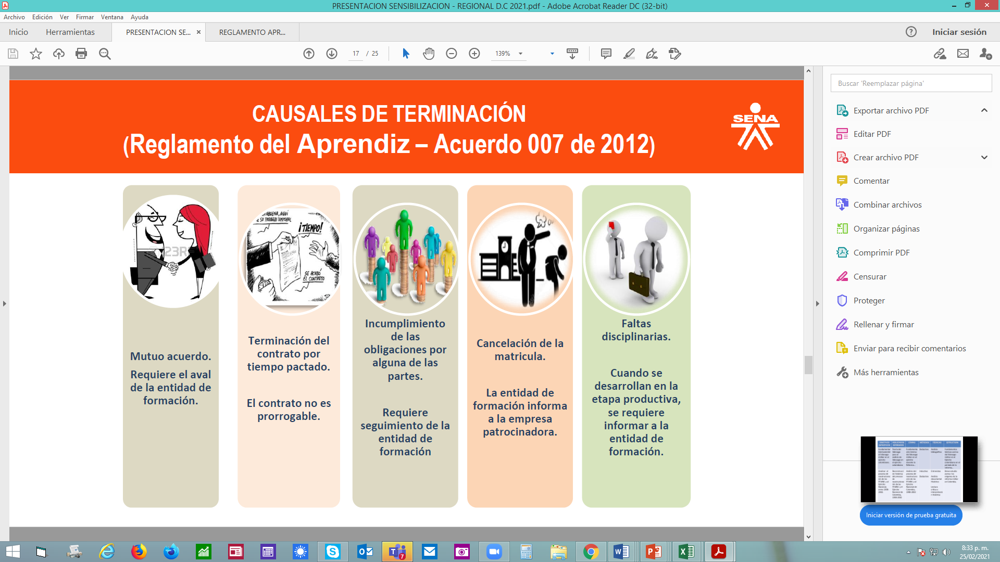 PRESENTACION SENSIBILIZACION - REGIONAL D.C 2021.pdf - Adobe Acrobat Reader DC (32-bit)
Archivo Edición Ver Firmar Ventana Ayuda
Inicio Herramientas PRESENTACION SE... × REGLAMENTO APR... Iniciar sesión
17 / 25 139%
CAUSALES DE TERMINACIÓN
(Reglamento del Aprendiz – Acuerdo 007 de 2012)
SENA
Mutuo acuerdo.
Requiere el aval
de la entidad de
formación.
AQUÍ
SU TRABAJO TEMPORAL
¡TIEMPO!
SE ACABÓ
EL CONTRATO
Terminación del
contrato por
tiempo pactado.
El contrato no es
prorrogable.
Incumplimiento
de las
obligaciones por
alguna de las
partes.
Requiere
seguimiento de la
entidad de
formación
Cancelación de la
matricula.
La entidad de
formación informa
a la empresa
patrocinadora.
Faltas
disciplinarias.
Cuando se
desarrollan en la
etapa productiva,
se requiere
informar a la
entidad de
formación.
Buscar 'Reemplazar página'
Exportar archivo PDF
Editar PDF
Crear archivo PDF
Comentar
Combinar archivos
Organizar páginas
Comprimir PDF
Censurar
Proteger
Rellenar y firmar
Enviar para recibir comentarios
Más herramientas
Iniciar versión de prueba gratuita
8:33 p. m.
25/02/2021